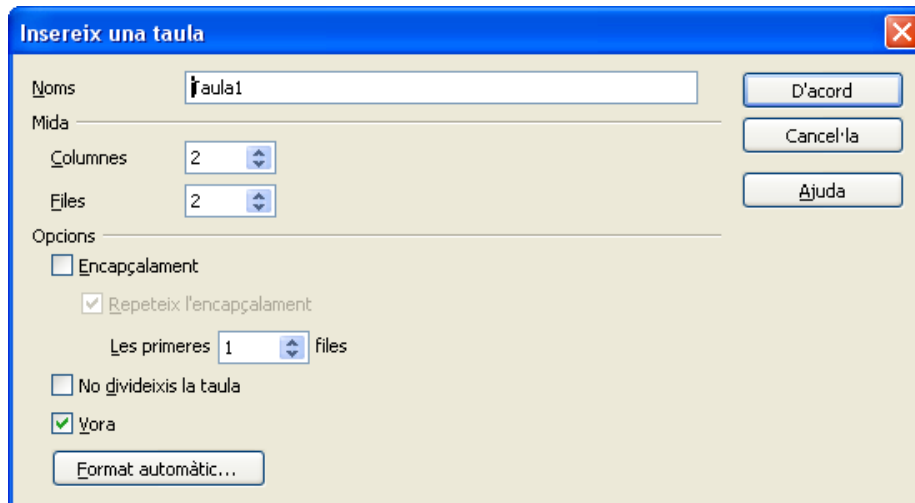 Insereix una taula
Noms Taula1 D'acord
Mida Cancel·la
Columnes 2
Files 2 Ajuda
Opcions
Encapçalament
Repeteix l'encapçalament
Les primeres 1 files
No divideixis la taula
Vora
Format automàtic...